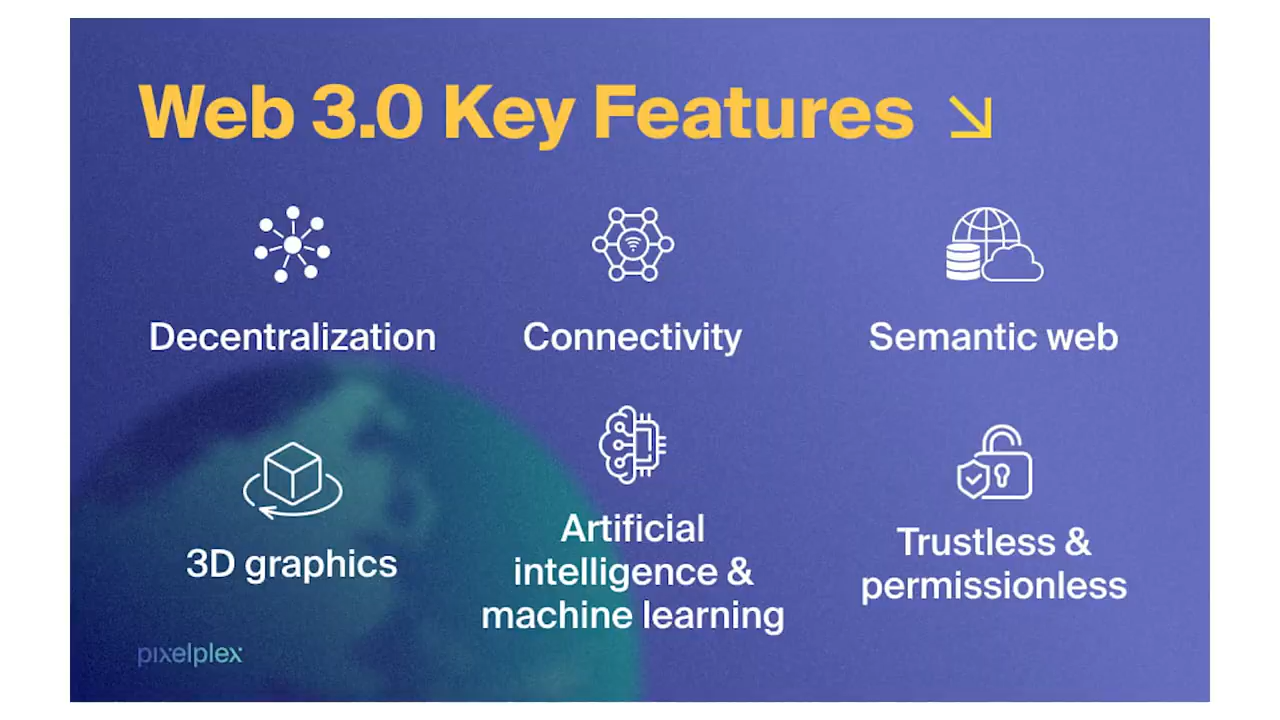 Web 3.0 Key Features
Decentralization
Connectivity
Semantic web
3D graphics
Artificial
intelligence &
machine learning
Trustless &
permissionless
pixelplex